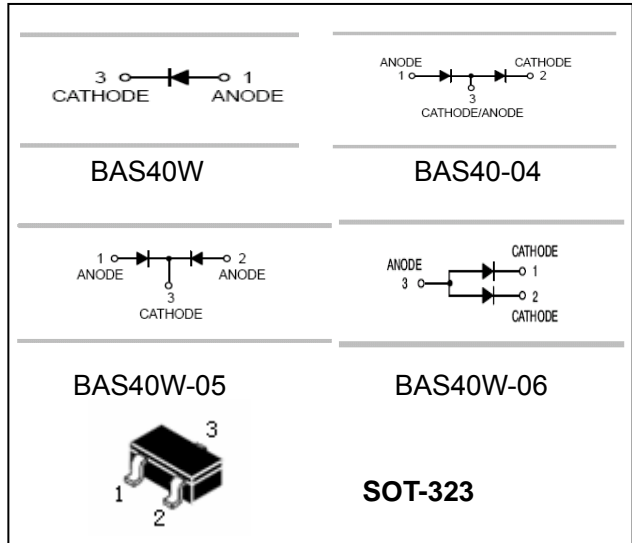 3 1
CATHODE ANODE
BAS40W
ANODE CATHODE
1 2
3
CATHODE/ANODE
BAS40-04
1 2
ANODE ANODE
3
CATHODE
BAS40W-05
CATHODE
ANODE 1
3 2
CATHODE
BAS40W-06
3
1
2
SOT-323